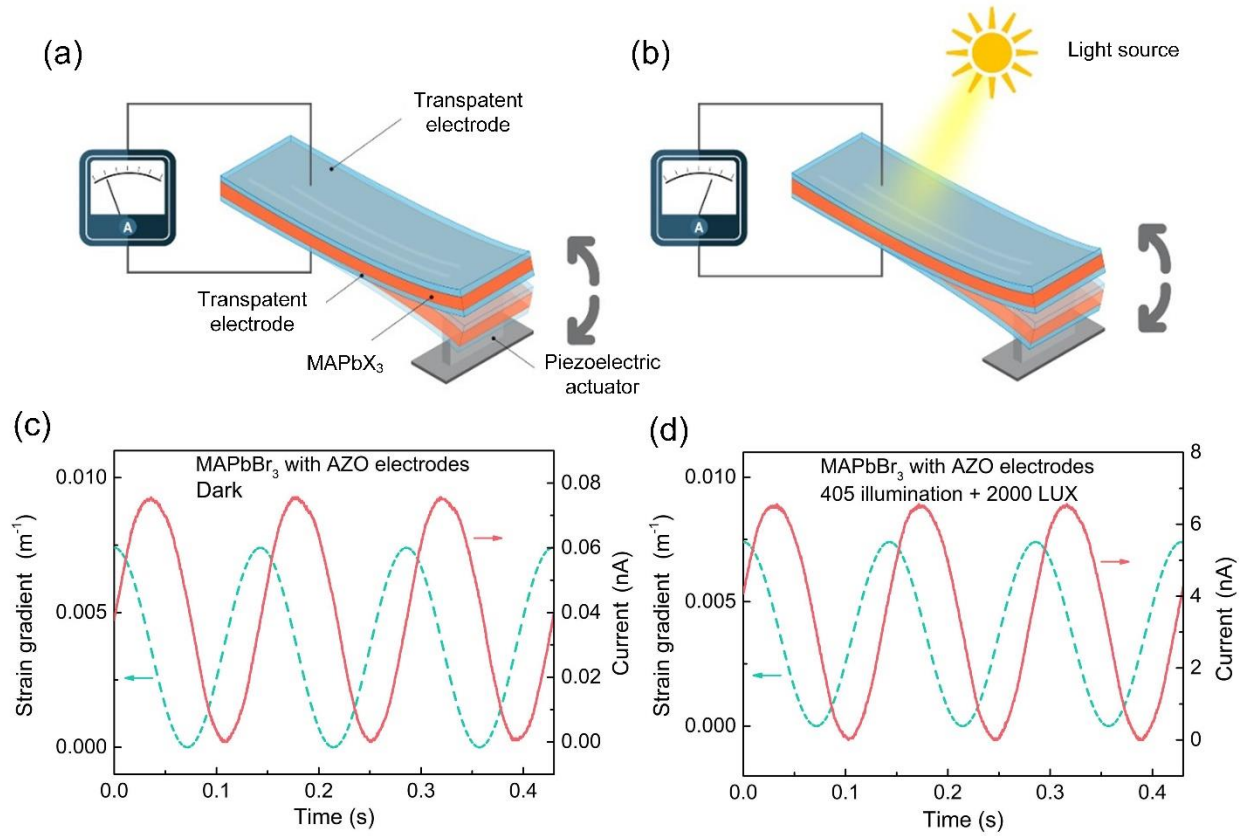 (a)
Transpatent
electrode
A
Transpatent
electrode
MAPbX₃
Piezoelectric
actuator
(b)
Light source
A
(c)
MAPbBr₃ with AZO electrodes
Dark
Strain gradient (m⁻¹)
0.010
0.005
0.000
Current (nA)
0.08
0.06
0.04
0.02
0.00
0.0 0.1 0.2 0.3 0.4
Time (s)
(d)
MAPbBr₃ with AZO electrodes
405 illumination + 2000 LUX
Strain gradient (m⁻¹)
0.010
0.005
0.000
Current (nA)
8
6
4
2
0
0.0 0.1 0.2 0.3 0.4
Time (s)